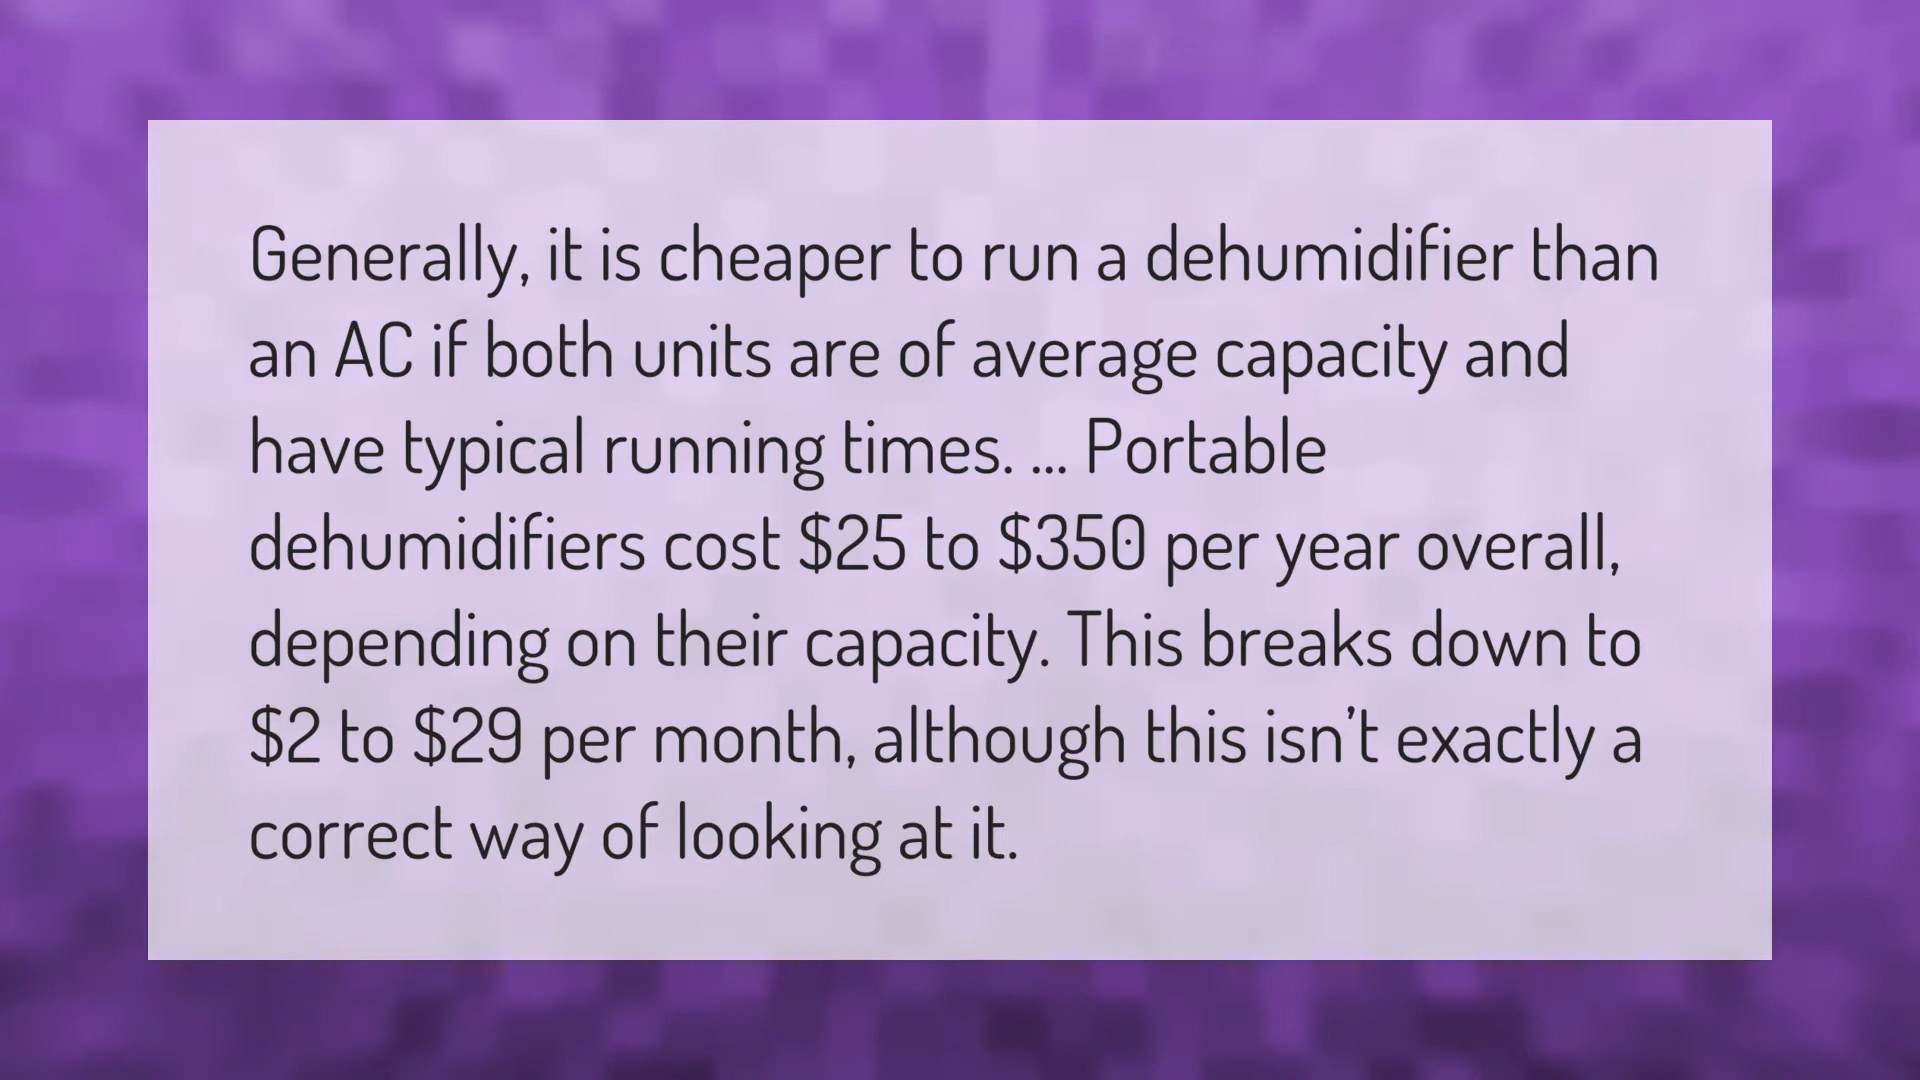 Generally, it is cheaper to run a dehumidifier than
an AC if both units are of average capacity and
have typical running times. ... Portable
dehumidifiers cost $25 to $350 per year overall,
depending on their capacity. This breaks down to
$2 to $29 per month, although this isn't exactly a
correct way of looking at it.